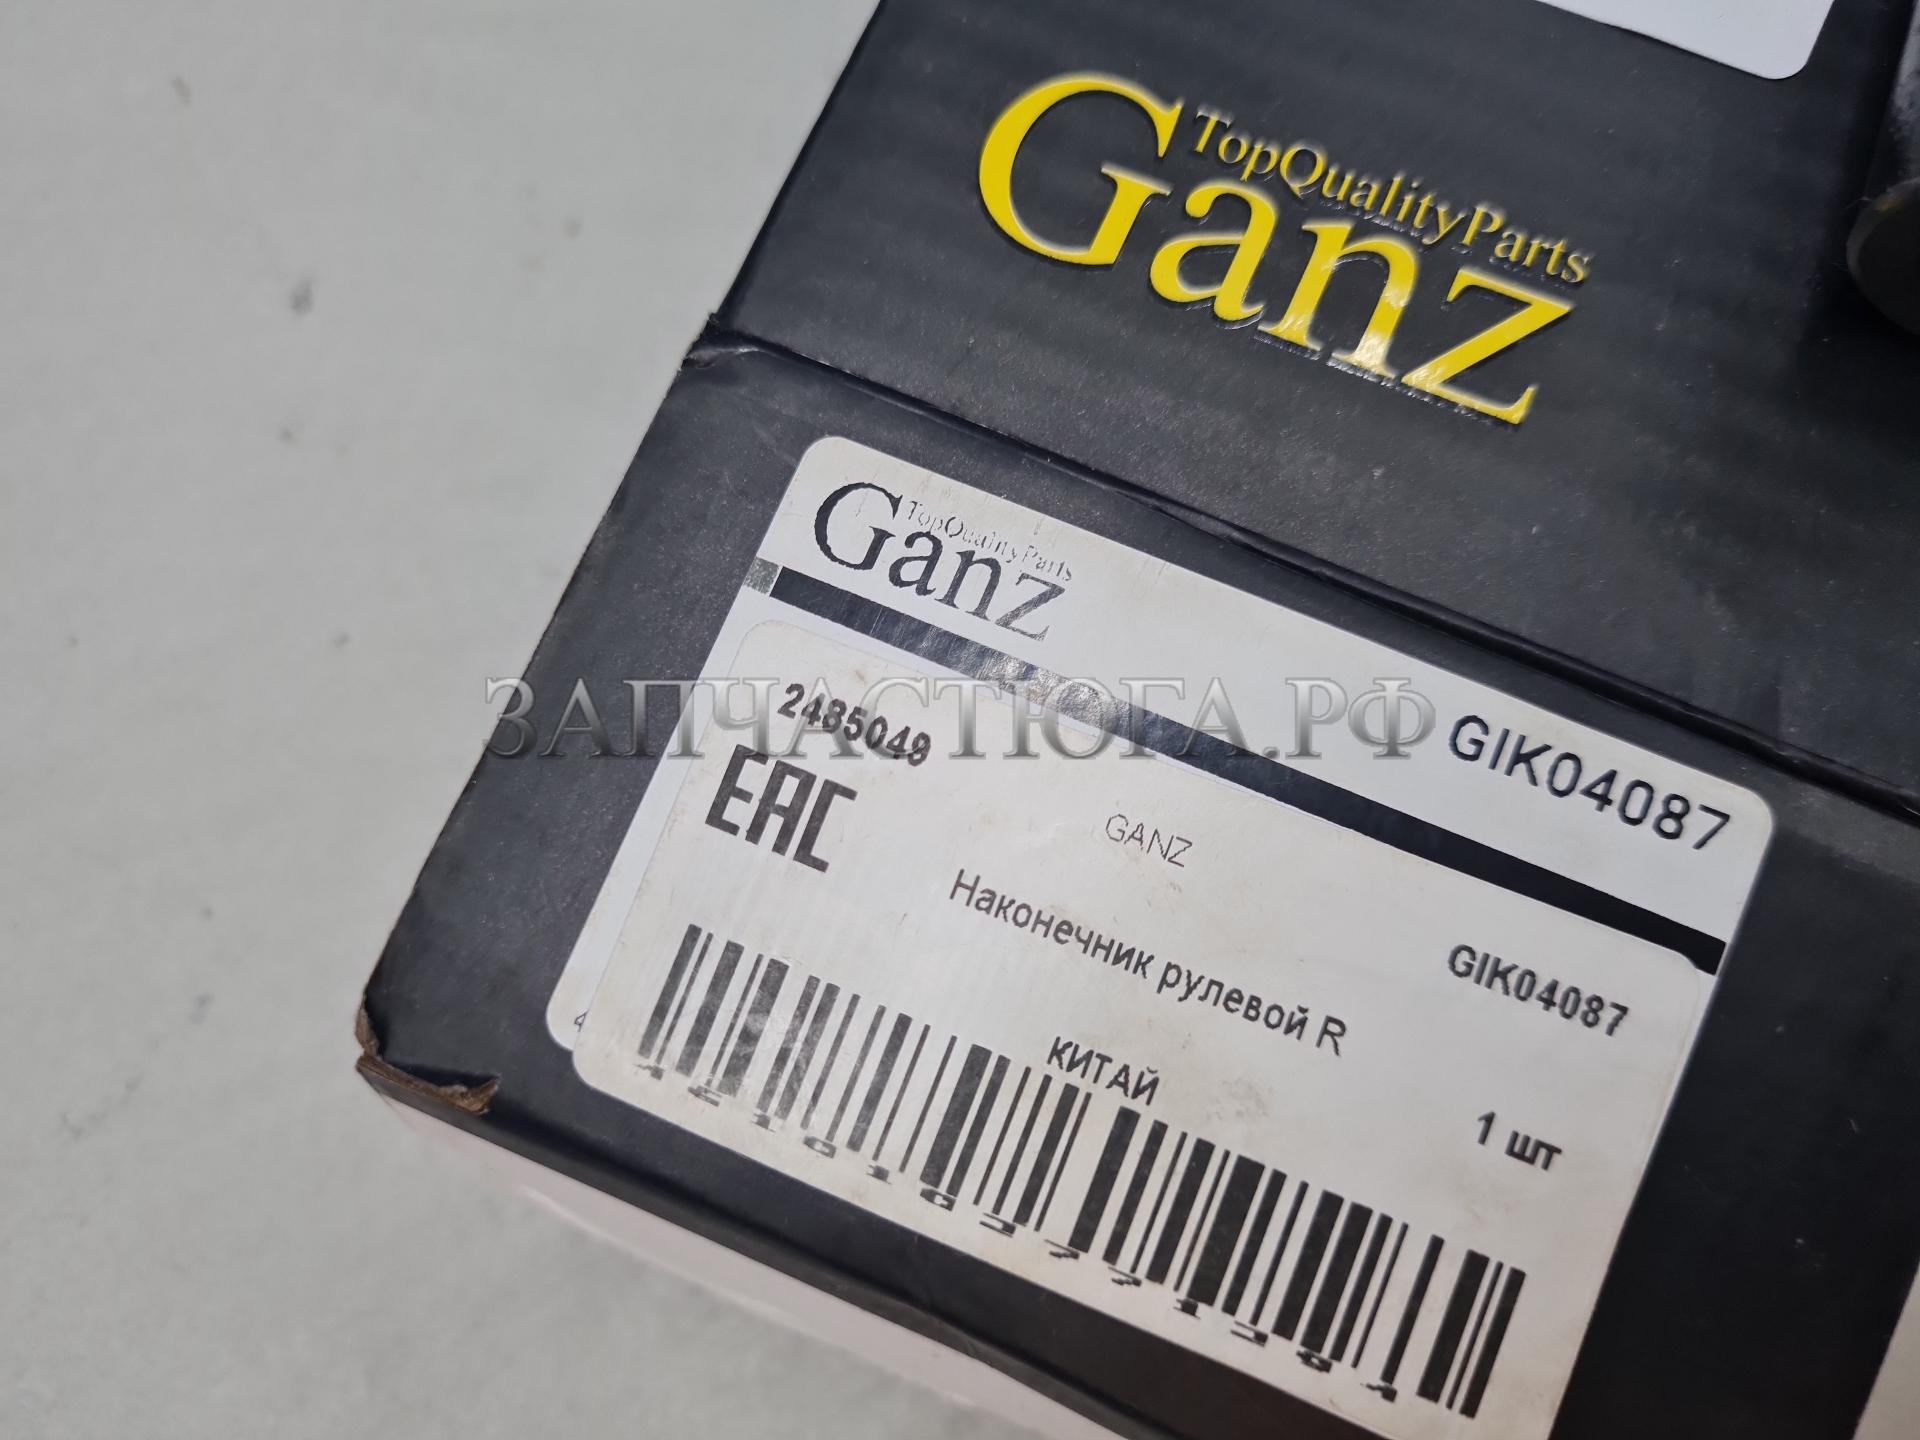 TopQualityParts
Ganz
TopQualityParts
Ganz
GIK04087
ЗАПЧАСТЮГА.РФ
2485049
EAC
GANZ
Наконечник рулевой R
GIK04087
КИТАЙ
1 шт